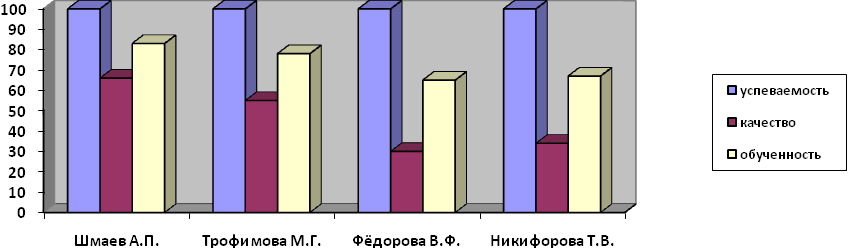 100
90
80
70
60
50
40
30
20
10
0
Шмаев А.П.
Трофимова М.Г.
Фёдорова В.Ф.
Никифорова Т.В.
успеваемость
качество
обученность